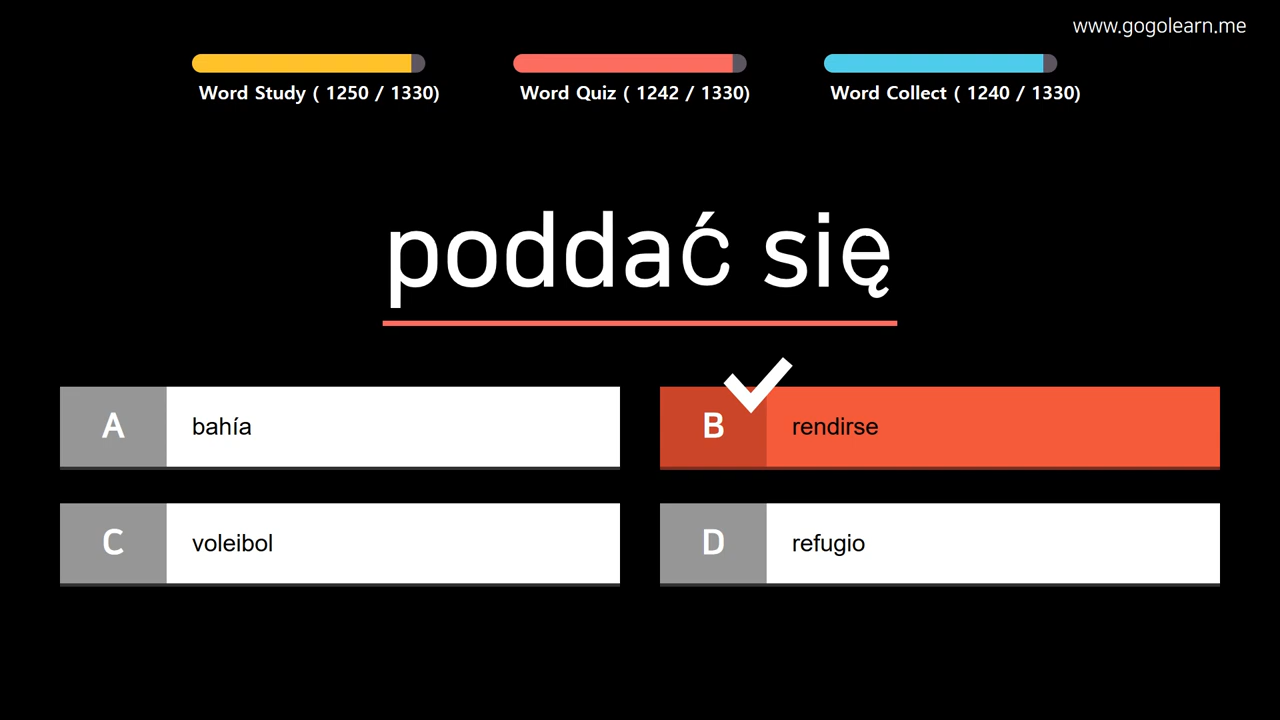 www.gogolearn.me
Word Study ( 1250 / 1330)
Word Quiz ( 1242 / 1330)
Word Collect ( 1240 / 1330)
poddać się
A bahía
B rendirse
C voleibol
D refugio